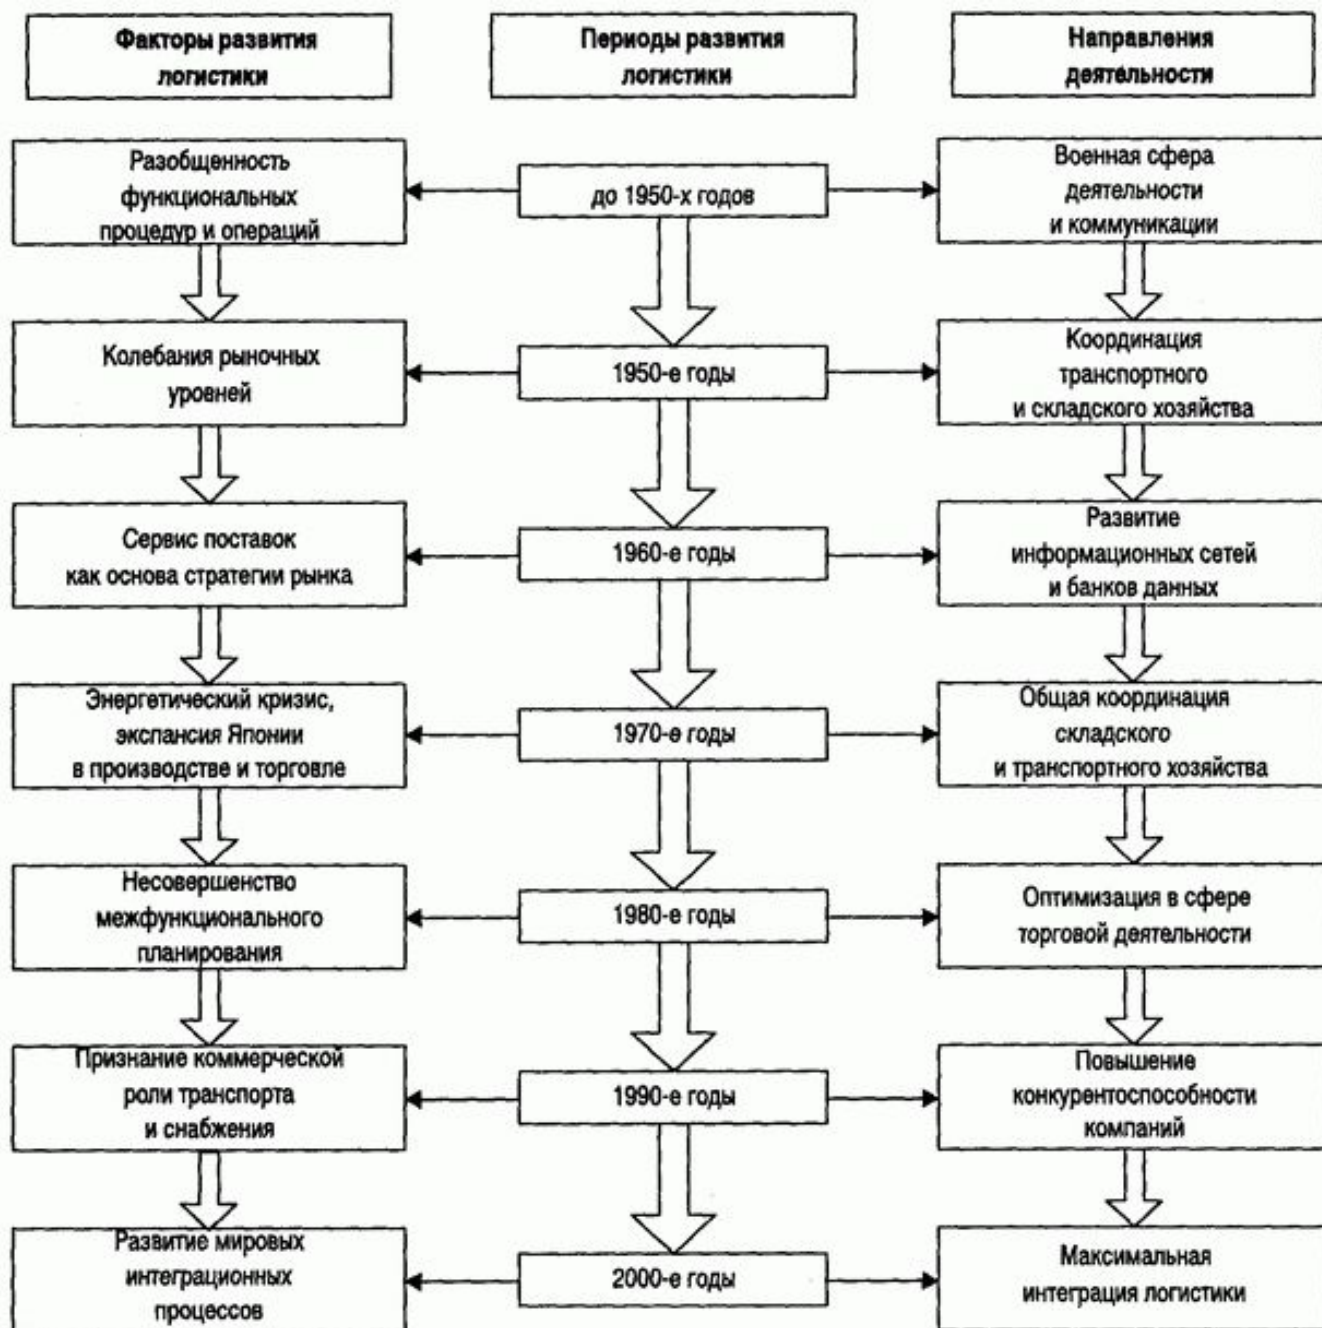 Факторы развития
логистики
Периоды развития
логистики
Направления
деятельности
Разобщенность
функциональных
процедур и операций
до 1950-х годов
Военная сфера
деятельности
и коммуникации
Колебания рыночных
уровней
1950-е годы
Координация
транспортного
и складского хозяйства
Сервис поставок
как основа стратегии рынка
1960-е годы
Развитие
информационных сетей
и банков данных
Энергетический кризис,
экспансия Японии
в производстве и торговле
1970-е годы
Общая координация
складского
и транспортного хозяйства
Несовершенство
межфункционального
планирования
1980-е годы
Оптимизация в сфере
торговой деятельности
Признание коммерческой
роли транспорта
и снабжения
1990-е годы
Повышение
конкурентоспособности
компаний
Развитие мировых
интеграционных
процессов
2000-е годы
Максимальная
интеграция логистики